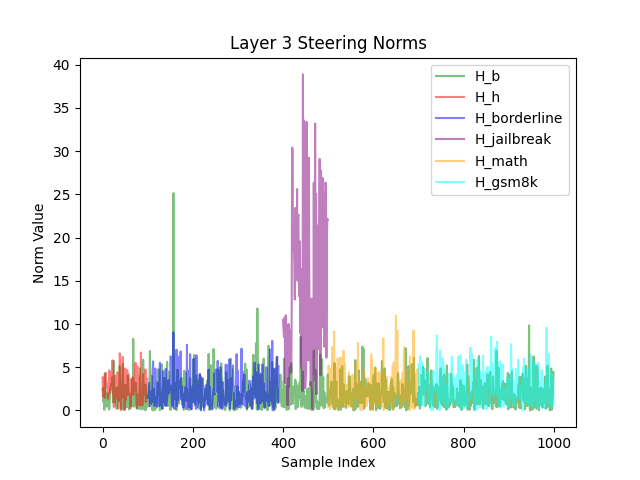 Layer 3 Steering Norms
Norm Value
40
35
30
25
20
15
10
5
0
H_b
H_h
H_borderline
H_jailbreak
H_math
H_gsm8k
0
200
400
600
800
1000
Sample Index